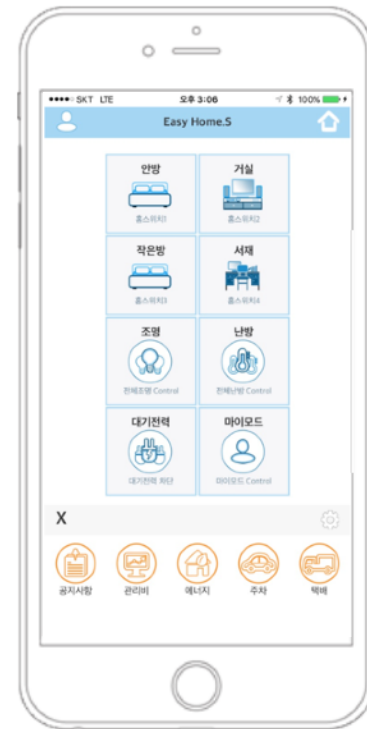 SKT LTE 오후 3:06 100%
Easy Home.S
안방 거실
홈스위치1 홈스위치2
작은방 서재
홈스위치3 홈스위치4
조명 난방
전체조명 Control 전체난방 Control
대기전력 마이모드
대기전력 차단 마이모드 Control
X
공지사항 관리비 에너지 주차 택배